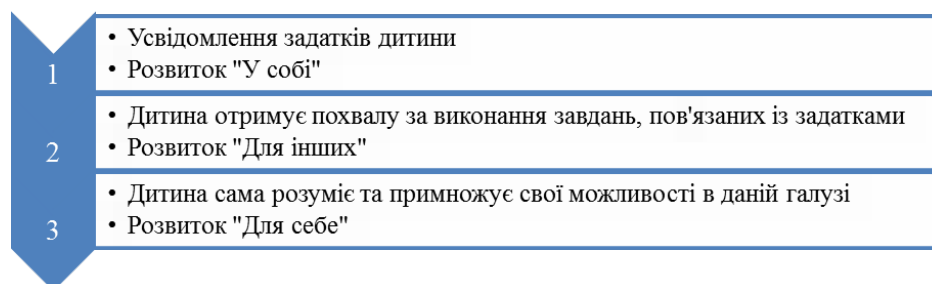 1
• Усвідомлення задатків дитини
• Розвиток "У собі"
2
• Дитина отримує похвалу за виконання завдань, пов'язаних із задатками
• Розвиток "Для інших"
3
• Дитина сама розуміє та примножує свої можливості в даній галузі
• Розвиток "Для себе"